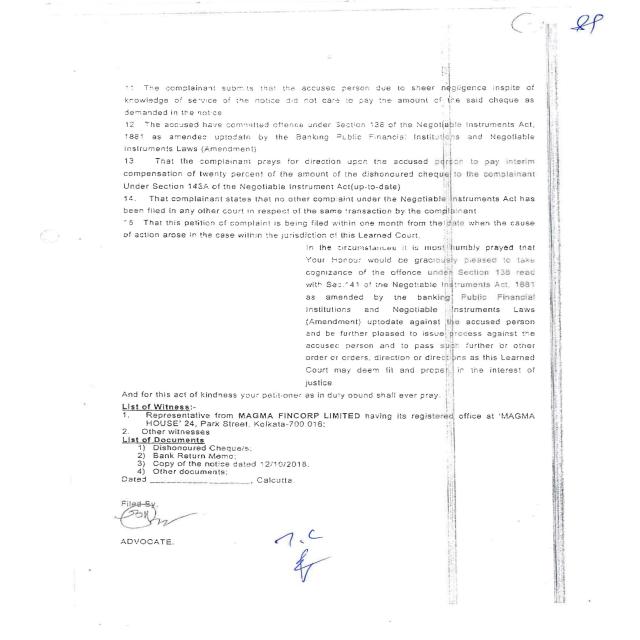 11. The complainant submits that the accused person due to sheer negligence inspite of
knowledge of service of the notice did not care to pay the amount of the said cheque as
demanded in the notice
12. The accused have committed offence under Section 138 of the Negotiable Instruments Act,
1881 as amended uptodate by the Banking Public Financial Institutions and Negotiable
Instruments Laws (Amendment)
13. That the complainant prays for direction upon the accused person to pay interim
compensation of twenty percent of the amount of the dishonoured cheque to the complainant
Under Section 143A of the Negotiable Instrument Act(up-to-date)
14. That complainant states that no other complaint under the Negotiable Instruments Act has
been filed in any other court in respect of the same transaction by the complainant
15 That this petition of complaint is being filed within one month from the date when the cause
of action arose in the case within the jurisdiction of this Learned Court.
In the circumstances it is most humbly prayed that
Your Honour would be graciously pleased to take
cognizance of the offence under Section 138 read
with Sec.141 of the Negotiable Instruments Act, 1881
as amended by the banking Public Financial
Institutions and Negotiable Instruments Laws
(Amendment) uptodate against the accused person
and be further pleased to issue process against the
accused person and to pass such further or other
order or orders, direction or directions as this Learned
Court may deem fit and proper in the interest of
justice
And for this act of kindness your petitioner as in duty bound shall ever pray.
List of Witness:-
1. Representative from MAGMA FINCORP LIMITED having its registered office at 'MAGMA
HOUSE' 24, Park Street, Kolkata-700 016;
2. Other witnesses
List of Documents
1) Dishonoured Cheque/s;
2) Bank Return Memo;
3) Copy of the notice dated 12/10/2018.
4) Other documents;
Dated ____________________, Calcutta
Filed By.
ADVOCATE.
T.C